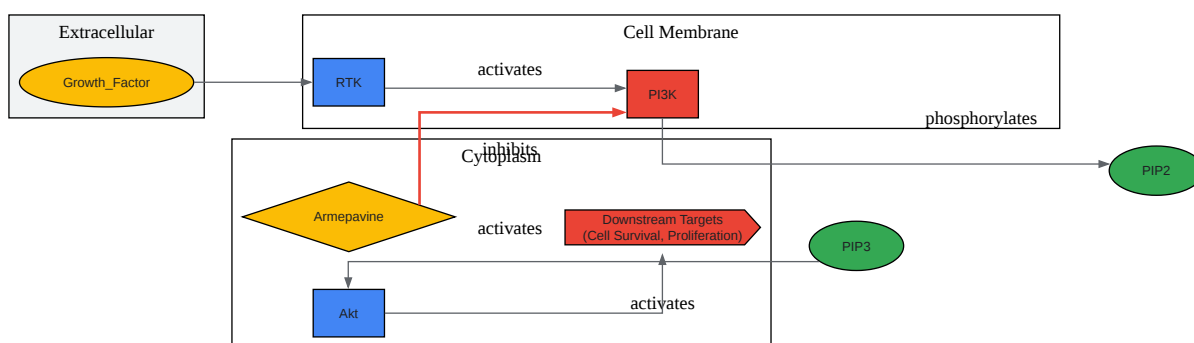 Extracellular
Growth_Factor
Cell Membrane
RTK
activates
PI3K
phosphorylates
inhibits
Cytoplasm
PIP2
Armepavine
activates
Downstream Targets
(Cell Survival, Proliferation)
PIP3
Akt
activates